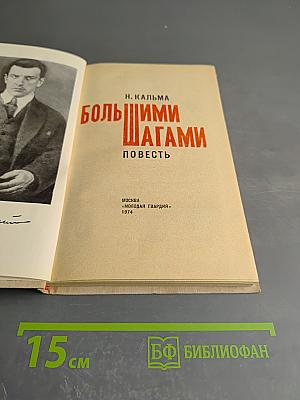 Н. КАЛЬМА
БОЛЬШИМИ
ШАГАМИ
ПОВЕСТЬ
МОСКВА
«МОЛОДАЯ ГВАРДИЯ»
1974
15 см
БФ БИБЛИОФАН